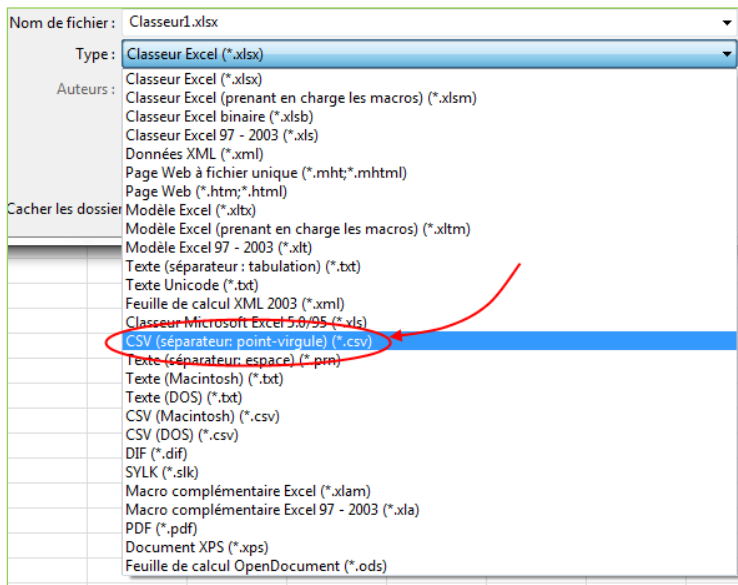 Nom de fichier : Classeur1.xlsx
Type : Classeur Excel (*.xlsx)
Auteurs :
Cacher les dossier
Classeur Excel (*.xlsx)
Classeur Excel (prenant en charge les macros) (*.xlsm)
Classeur Excel binaire (*.xlsb)
Classeur Excel 97 - 2003 (*.xls)
Données XML (*.xml)
Page Web à fichier unique (*.mht;*.mhtml)
Page Web (*.htm;*.html)
Modèle Excel (*.xltx)
Modèle Excel (prenant en charge les macros) (*.xltm)
Modèle Excel 97 - 2003 (*.xlt)
Texte (séparateur : tabulation) (*.txt)
Texte Unicode (*.txt)
Feuille de calcul XML 2003 (*.xml)
Classeur Microsoft Excel 5.0/95 (*.xls)
CSV (séparateur: point-virgule) (*.csv)
Texte (séparateur: espace) (*.prn)
Texte (Macintosh) (*.txt)
Texte (DOS) (*.txt)
CSV (Macintosh) (*.csv)
CSV (DOS) (*.csv)
DIF (*.dif)
SYLK (*.slk)
Macro complémentaire Excel (*.xlam)
Macro complémentaire Excel 97 - 2003 (*.xla)
PDF (*.pdf)
Document XPS (*.xps)
Feuille de calcul OpenDocument (*.ods)